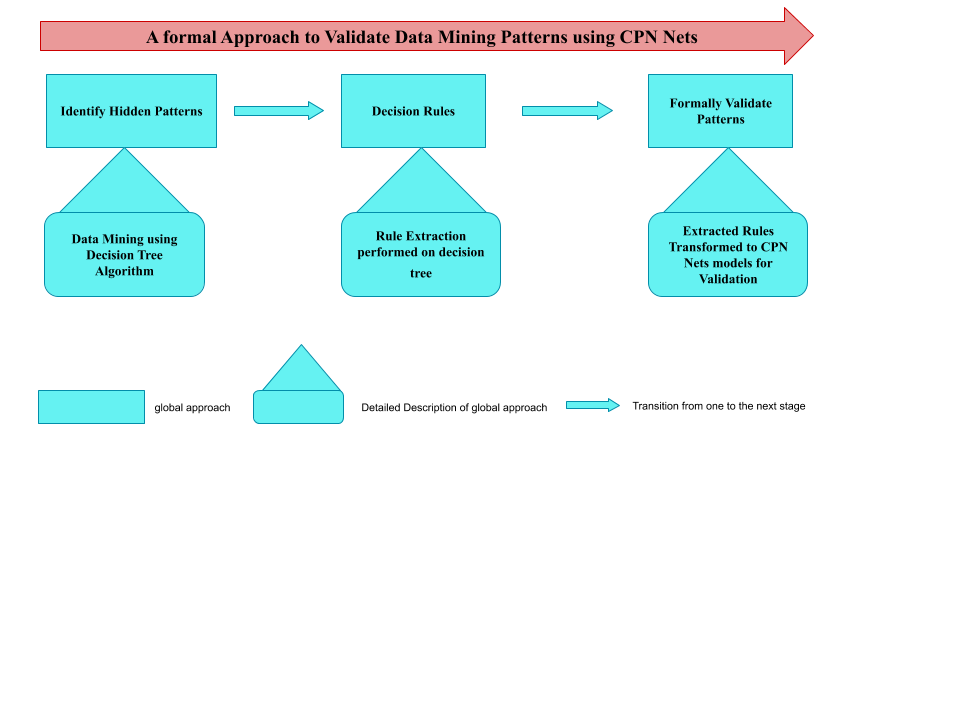 A formal Approach to Validate Data Mining Patterns using CPN Nets
Identify Hidden Patterns
Decision Rules
Formally Validate
Patterns
Data Mining using
Decision Tree
Algorithm
Rule Extraction
performed on decision
tree
Extracted Rules
Transformed to CPN
Nets models for
Validation
global approach
Detailed Description of global approach
Transition from one to the next stage